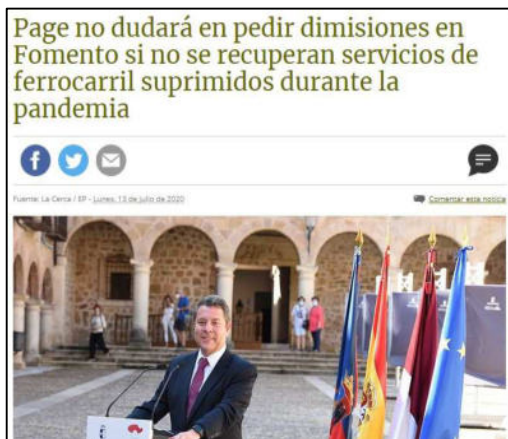 Page no dudará en pedir dimisiones en
Fomento si no se recuperan servicios de
ferrocarril suprimidos durante la
pandemia
Fuente: La Cerca / EP - Lunes, 13 de julio de 2020
Comentar esta noticia